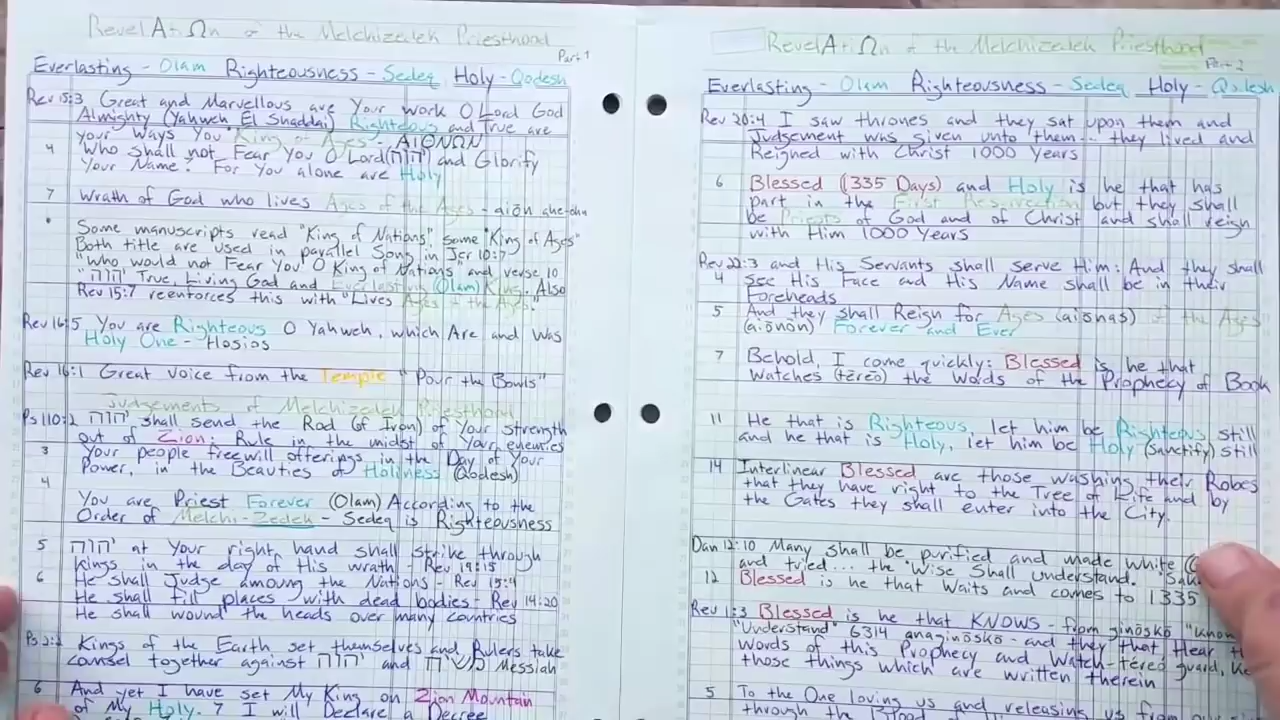 RevelAtiΩn of the Melchizedek Priesthood
Part 1
Everlasting - Olam Righteousness - Sedeq Holy - Qodesh
Rev 15:3 Great and Marvellous are Your work O Lord God
Almighty (Yahweh El Shaddai) Righteous and True are
your Ways You King of Ages - ΑΙΟΝΩΝ
4 Who shall not Fear You O Lord (יהוה) and Glorify
Your Name. For You alone are Holy
7 Wrath of God who lives Ages of the Ages - aiōn
Some manuscripts read "King of Nations", some "King of Ages"
Both title are used in parallel Song in Jer 10:7
"Who would not Fear You O King of Nations" and verse 10
"יהוה True, Living God and Everlasting (Olam) King. Also
Rev 15:7 reenforces this with "Lives Ages of the Ages."
Rev 16:5 You are Righteous O Yahweh, which Are and Was
Holy One - Hosios
Rev 16:1 Great Voice from the Temple "Pour the Bowls"
Judgements of Melchizedek Priesthood
Ps 110:2 יהוה shall send the Rod (of Iron) of Your Strength
out of Zion: Rule in the midst of Your enemies
3 Your people freewill offerings in the Day of Your
Power, in the Beauties of Holiness (Qodesh)
4 You are Priest Forever (Olam) According to the
Order of Melchi-Zedek - Sedeq is Righteousness
5 יהוה at Your right hand shall strike through
Kings in the day of His wrath - Rev 19:15
6 He shall Judge amoung the Nations - Rev 15:4
He shall fill places with dead bodies - Rev 14:20
He shall wound the heads over many countries
Ps 2:2 Kings of the Earth set themselves and Rulers take
counsel together against יהוה and משיח Messiah
6 And yet I have set My King on Zion Mountain
of My Holy. 7 I will Declare a Decree
RevelAtiΩn of the Melchizedek Priesthood
Part 2
Everlasting - Olam Righteousness - Sedeq Holy - Qodesh
Rev 20:4 I saw thrones and they sat upon them and
Judgement was given unto them... they lived and
Reigned with Christ 1000 Years
6 Blessed (335 Days) and Holy is he that has
part in the First Resurrection but they shall
be Priests of God and of Christ and shall reign
with Him 1000 Years
Rev 22:3 and His Servants shall serve Him: And they shall
4 see His Face and His Name shall be in their
Foreheads
5 And they shall Reign for Ages (aiōnas) of the Ages
(aiōnōn) Forever and Ever
7 Behold, I come quickly: Blessed is he that
Watches (tēreō) the Words of the Prophecy of Book
11 He that is Righteous, let him be Righteous still
and he that is Holy, let him be Holy (Sanctify) still
14 Interlinear Blessed are those washing their Robes
that they have right to the Tree of Life and by
the Gates they shall enter into the City.
Dan 12:10 Many shall be purified and made white
and tried... the Wise Shall understand.
12 Blessed is he that Waits and comes to 1335
Rev 1:3 Blessed is he that KNOWS - from ginōskō "Know
"Understand" 6314 anaginōskō - and they that Hear the
words of this Prophecy and Watch - tēreō guard,
those things which are written therein
5 To the One loving us and releasing us from
through the Blood of